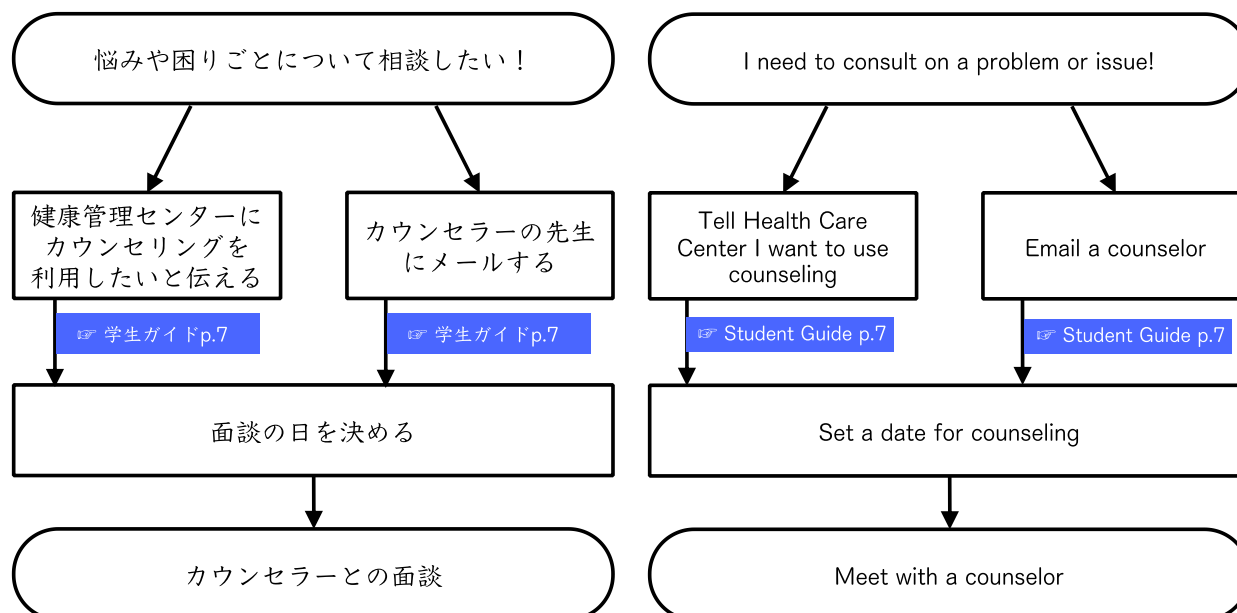 悩みや困りごとについて相談したい！
健康管理センターに
カウンセリングを
利用したいと伝える
カウンセラーの先生
にメールする
☞ 学生ガイドp.7
☞ 学生ガイドp.7
面談の日を決める
カウンセラーとの面談
I need to consult on a problem or issue!
Tell Health Care
Center I want to use
counseling
Email a counselor
☞ Student Guide p.7
☞ Student Guide p.7
Set a date for counseling
Meet with a counselor